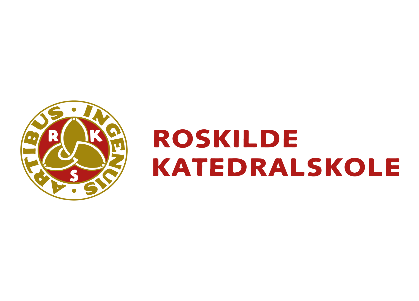 ARTIBUS · INGENUIS ·
R K
S
ROSKILDE
KATEDRALSKOLE